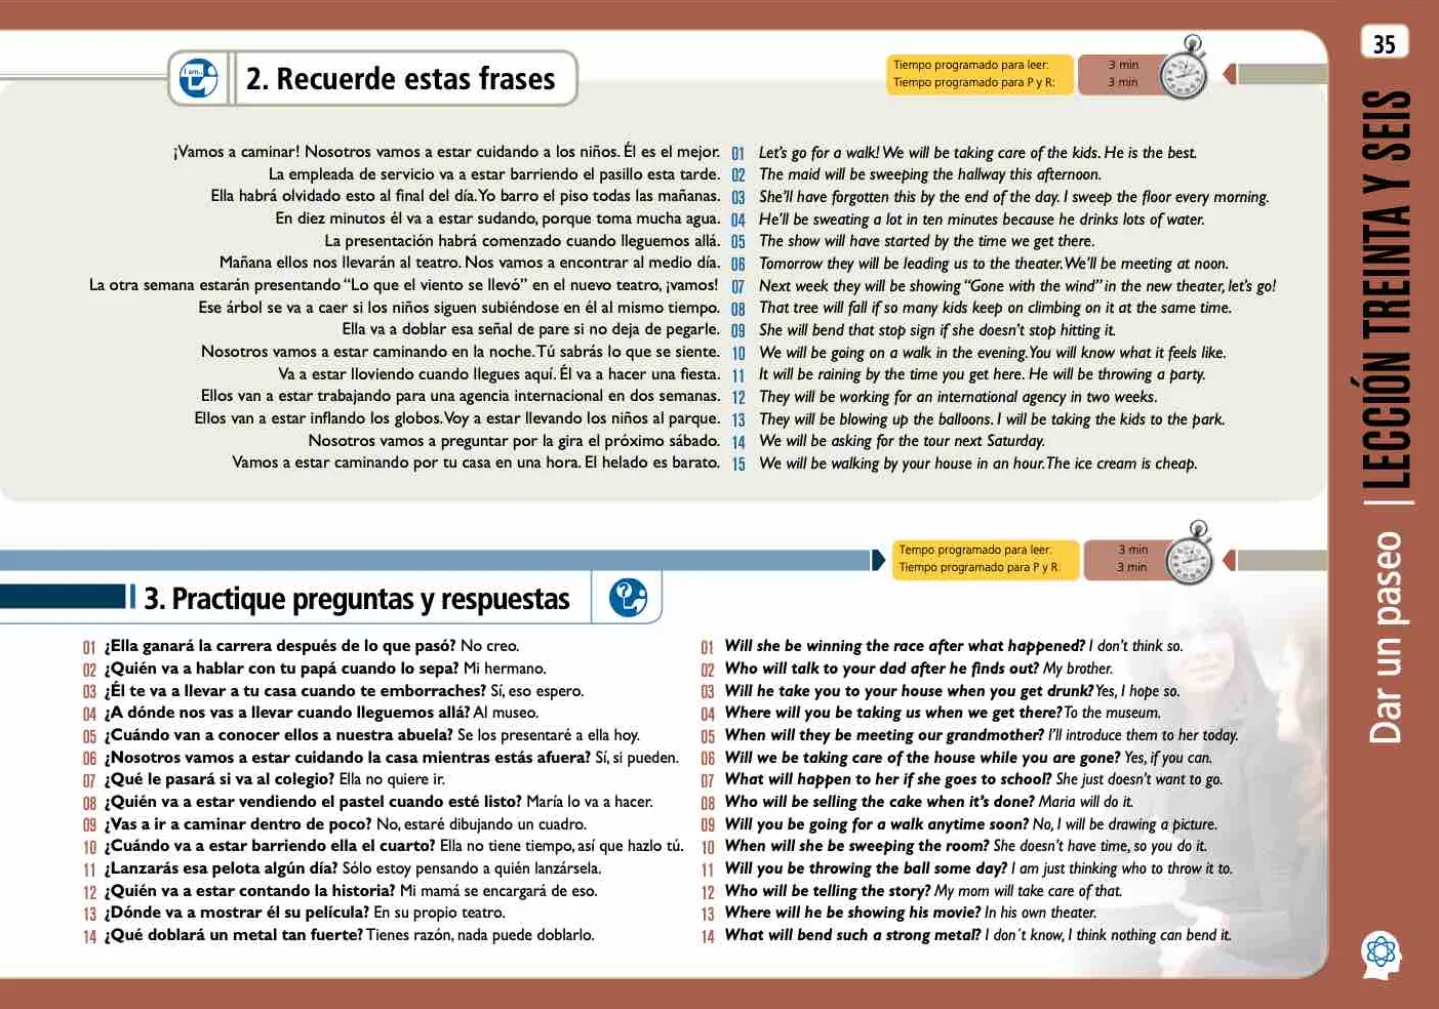 35
2. Recuerde estas frases
I am...
Tiempo programado para leer: 3 min
Tiempo programado para P y R: 3 min
¡Vamos a caminar! Nosotros vamos a estar cuidando a los niños. Él es el mejor. 01 Let's go for a walk! We will be taking care of the kids. He is the best.
La empleada de servicio va a estar barriendo el pasillo esta tarde. 02 The maid will be sweeping the hallway this afternoon.
Ella habrá olvidado esto al final del día. Yo barro el piso todas las mañanas. 03 She'll have forgotten this by the end of the day. I sweep the floor every morning.
En diez minutos él va a estar sudando, porque toma mucha agua. 04 He'll be sweating a lot in ten minutes because he drinks lots of water.
La presentación habrá comenzado cuando lleguemos allá. 05 The show will have started by the time we get there.
Mañana ellos nos llevarán al teatro. Nos vamos a encontrar al medio día. 06 Tomorrow they will be leading us to the theater. We'll be meeting at noon.
La otra semana estarán presentando "Lo que el viento se llevó" en el nuevo teatro, ¡vamos! 07 Next week they will be showing "Gone with the wind" in the new theater, let's go!
Ese árbol se va a caer si los niños siguen subiéndose en él al mismo tiempo. 08 That tree will fall if so many kids keep on climbing on it at the same time.
Ella va a doblar esa señal de pare si no deja de pegarle. 09 She will bend that stop sign if she doesn't stop hitting it.
Nosotros vamos a estar caminando en la noche. Tú sabrás lo que se siente. 10 We will be going on a walk in the evening. You will know what it feels like.
Va a estar lloviendo cuando llegues aquí. Él va a hacer una fiesta. 11 It will be raining by the time you get here. He will be throwing a party.
Ellos van a estar trabajando para una agencia internacional en dos semanas. 12 They will be working for an international agency in two weeks.
Ellos van a estar inflando los globos. Voy a estar llevando los niños al parque. 13 They will be blowing up the balloons. I will be taking the kids to the park.
Nosotros vamos a preguntar por la gira el próximo sábado. 14 We will be asking for the tour next Saturday.
Vamos a estar caminando por tu casa en una hora. El helado es barato. 15 We will be walking by your house in an hour. The ice cream is cheap.
Tiempo programado para leer: 3 min
Tiempo programado para P y R: 3 min
3. Practique preguntas y respuestas
?
01 ¿Ella ganará la carrera después de lo que pasó? No creo.
02 ¿Quién va a hablar con tu papá cuando lo sepa? Mi hermano.
03 ¿Él te va a llevar a tu casa cuando te emborraches? Sí, eso espero.
04 ¿A dónde nos vas a llevar cuando lleguemos allá? Al museo.
05 ¿Cuándo van a conocer ellos a nuestra abuela? Se los presentaré a ella hoy.
06 ¿Nosotros vamos a estar cuidando la casa mientras estás afuera? Sí, si pueden.
07 ¿Qué le pasará si va al colegio? Ella no quiere ir.
08 ¿Quién va a estar vendiendo el pastel cuando esté listo? María lo va a hacer.
09 ¿Vas a ir a caminar dentro de poco? No, estaré dibujando un cuadro.
10 ¿Cuándo va a estar barriendo ella el cuarto? Ella no tiene tiempo, así que hazlo tú.
11 ¿Lanzarás esa pelota algún día? Sólo estoy pensando a quién lanzársela.
12 ¿Quién va a estar contando la historia? Mi mamá se encargará de eso.
13 ¿Dónde va a mostrar él su película? En su propio teatro.
14 ¿Qué doblará un metal tan fuerte? Tienes razón, nada puede doblarlo.
01 Will she be winning the race after what happened? I don't think so.
02 Who will talk to your dad after he finds out? My brother.
03 Will he take you to your house when you get drunk? Yes, I hope so.
04 Where will you be taking us when we get there? To the museum.
05 When will they be meeting our grandmother? I'll introduce them to her today.
06 Will we be taking care of the house while you are gone? Yes, if you can.
07 What will happen to her if she goes to school? She just doesn't want to go.
08 Who will be selling the cake when it's done? Maria will do it.
09 Will you be going for a walk anytime soon? No, I will be drawing a picture.
10 When will she be sweeping the room? She doesn't have time, so you do it.
11 Will you be throwing the ball some day? I am just thinking who to throw it to.
12 Who will be telling the story? My mom will take care of that.
13 Where will he be showing his movie? In his own theater.
14 What will bend such a strong metal? I don´t know, I think nothing can bend it.
Dar un paseo | LECCIÓN TREINTA Y SEIS